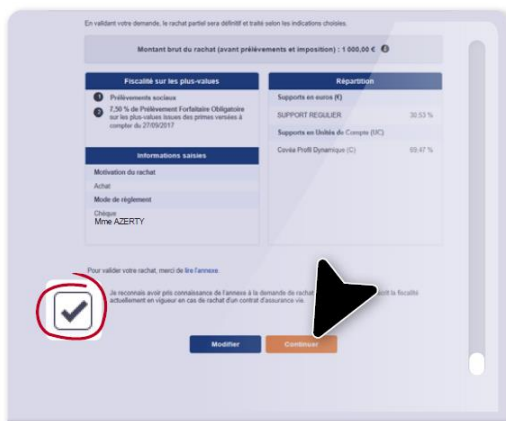 En validant votre demande, le rachat partiel sera définitif et traité selon les indications choisies.
Montant brut du rachat (avant prélèvements et imposition) : 1 000,00 €
Fiscalité sur les plus-values
1 Prélèvements sociaux
2 7,50 % de Prélèvement Forfaitaire Obligatoire
sur les plus-values issues des primes versées à
compter du 27/09/2017
Informations saisies
Motivation du rachat
Achat
Mode de règlement
Chèque
Mme AZERTY
Répartition
Supports en euros (€)
SUPPORT REGULIER 30.53 %
Supports en Unités de Compte (UC)
Covéa Profil Dynamique (C) 69.47 %
Pour valider votre rachat, merci de lire l'annexe.
Je reconnais avoir pris connaissance de l'annexe à la demande de rachat la fiscalité
actuellement en vigueur en cas de rachat d'un contrat d'assurance vie.
Modifier
Continuer